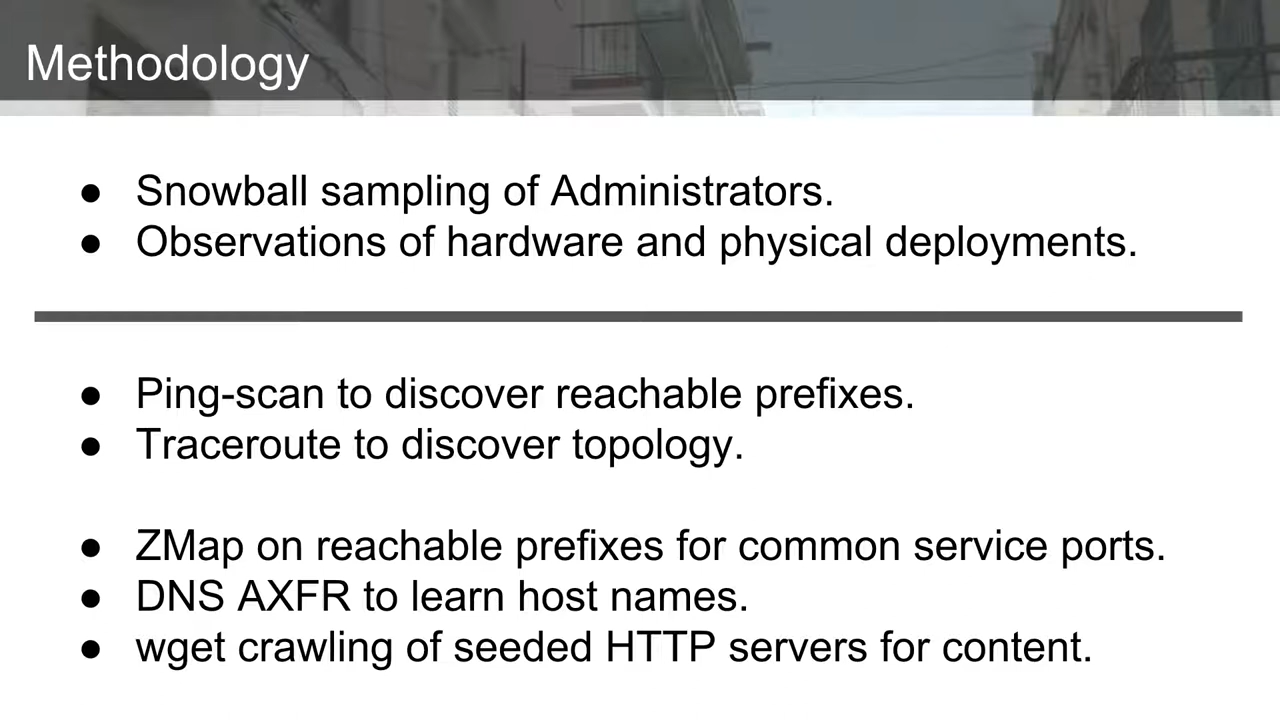 Methodology
● Snowball sampling of Administrators.
● Observations of hardware and physical deployments.
● Ping-scan to discover reachable prefixes.
● Traceroute to discover topology.
● ZMap on reachable prefixes for common service ports.
● DNS AXFR to learn host names.
● wget crawling of seeded HTTP servers for content.